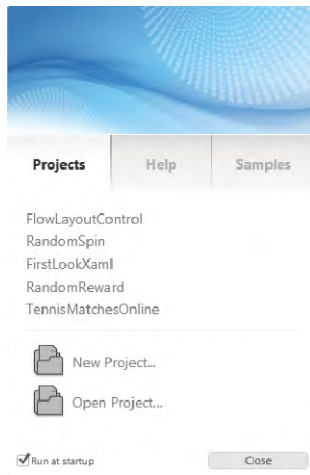 Projects Help Samples
FlowLayoutControl
RandomSpin
FirstLookXaml
RandomReward
TennisMatchesOnline
New Project...
Open Project...
Run at startup Close